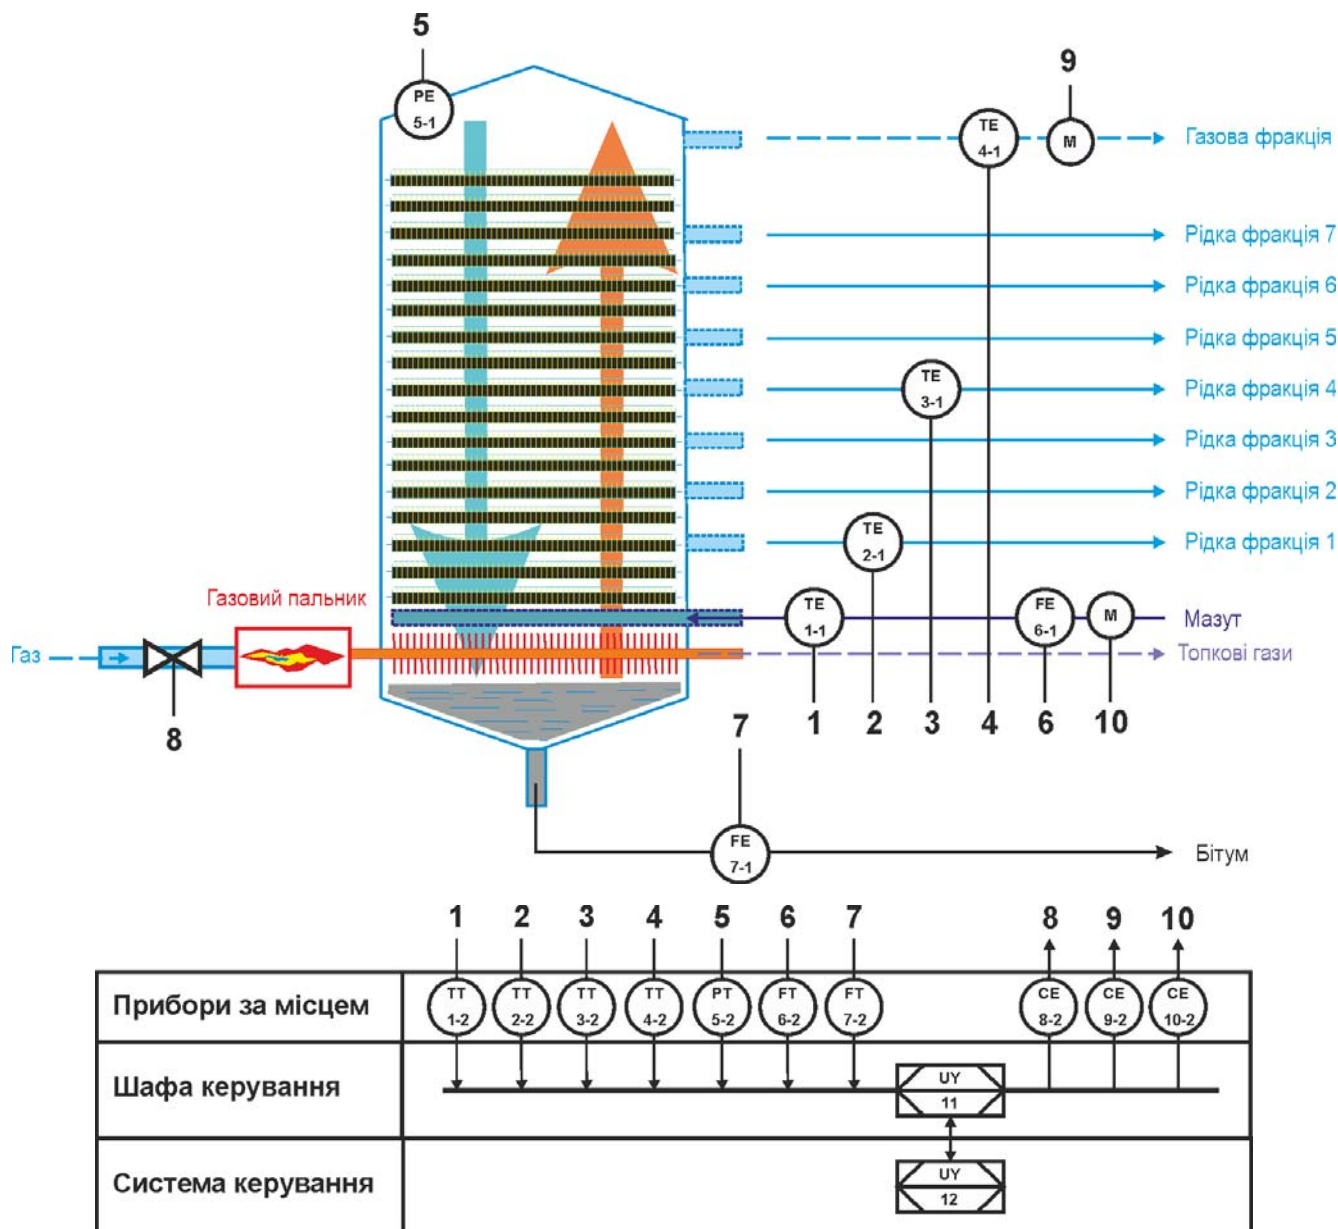 5
PE
5-1
9
TE
4-1
M
Газова фракція
Рідка фракція 7
Рідка фракція 6
Рідка фракція 5
TE
3-1
Рідка фракція 4
Рідка фракція 3
Рідка фракція 2
TE
2-1
Рідка фракція 1
Газовий пальник
TE
1-1
FE
6-1
M
Мазут
Газ
Топкові гази
8
1
2
3
4
6
10
7
FE
7-1
Бітум
1
2
3
4
5
6
7
8
9
10
Прибори за місцем
TT
1-2
TT
2-2
TT
3-2
TT
4-2
PT
5-2
FT
6-2
FT
7-2
CE
8-2
CE
9-2
CE
10-2
Шафа керування
UY
11
Система керування
UY
12